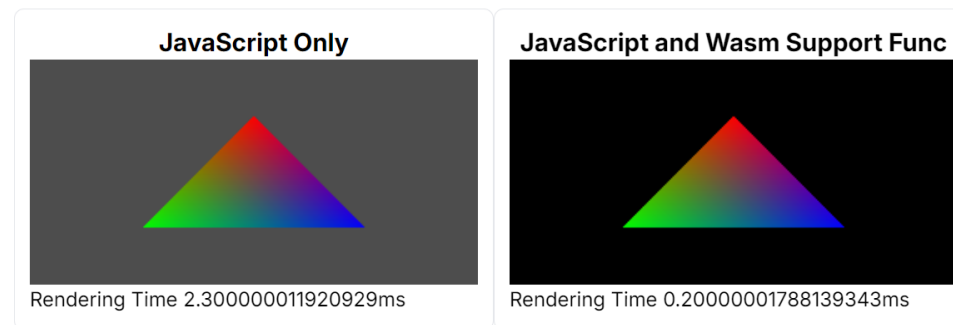 JavaScript Only
Rendering Time 2.300000011920929ms
JavaScript and Wasm Support Func
Rendering Time 0.20000001788139343ms